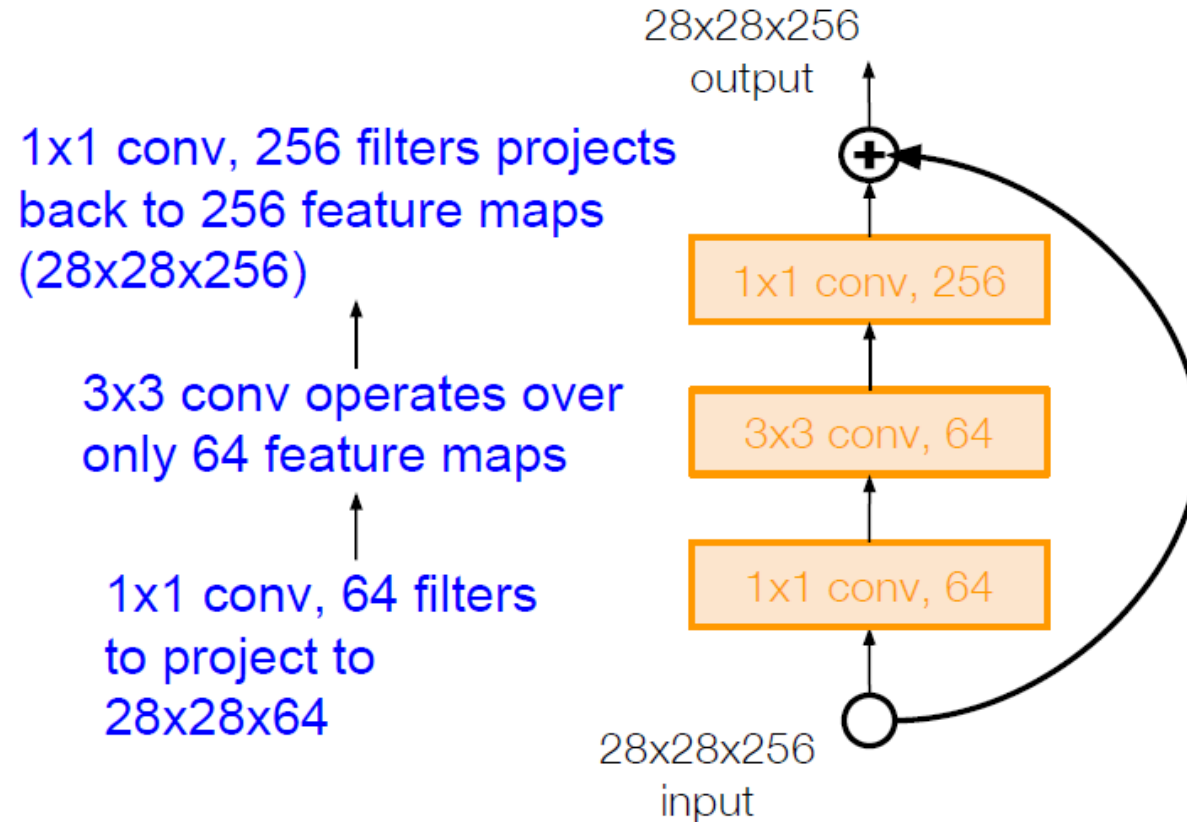 28x28x256
output
1x1 conv, 256 filters projects
back to 256 feature maps
(28x28x256)
+
1x1 conv, 256
3x3 conv operates over
only 64 feature maps
3x3 conv, 64
1x1 conv, 64 filters
to project to
28x28x64
1x1 conv, 64
28x28x256
input